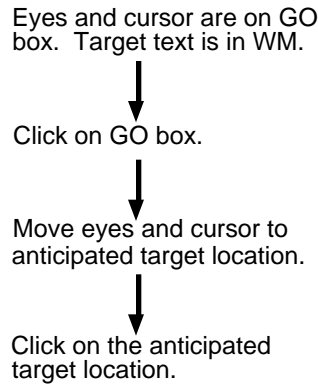 Eyes and cursor are on GO
box.  Target text is in WM.
Click on GO box.
Move eyes and cursor to
anticipated target location.
Click on the anticipated
target location.